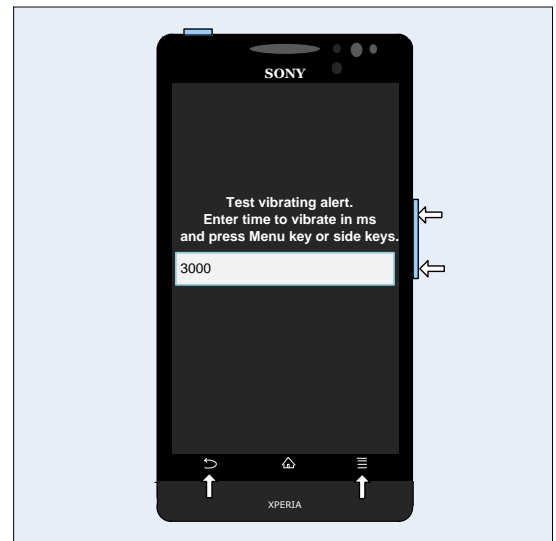 SONY
Test vibrating alert.
Enter time to vibrate in ms
and press Menu key or side keys.
3000
XPERIA